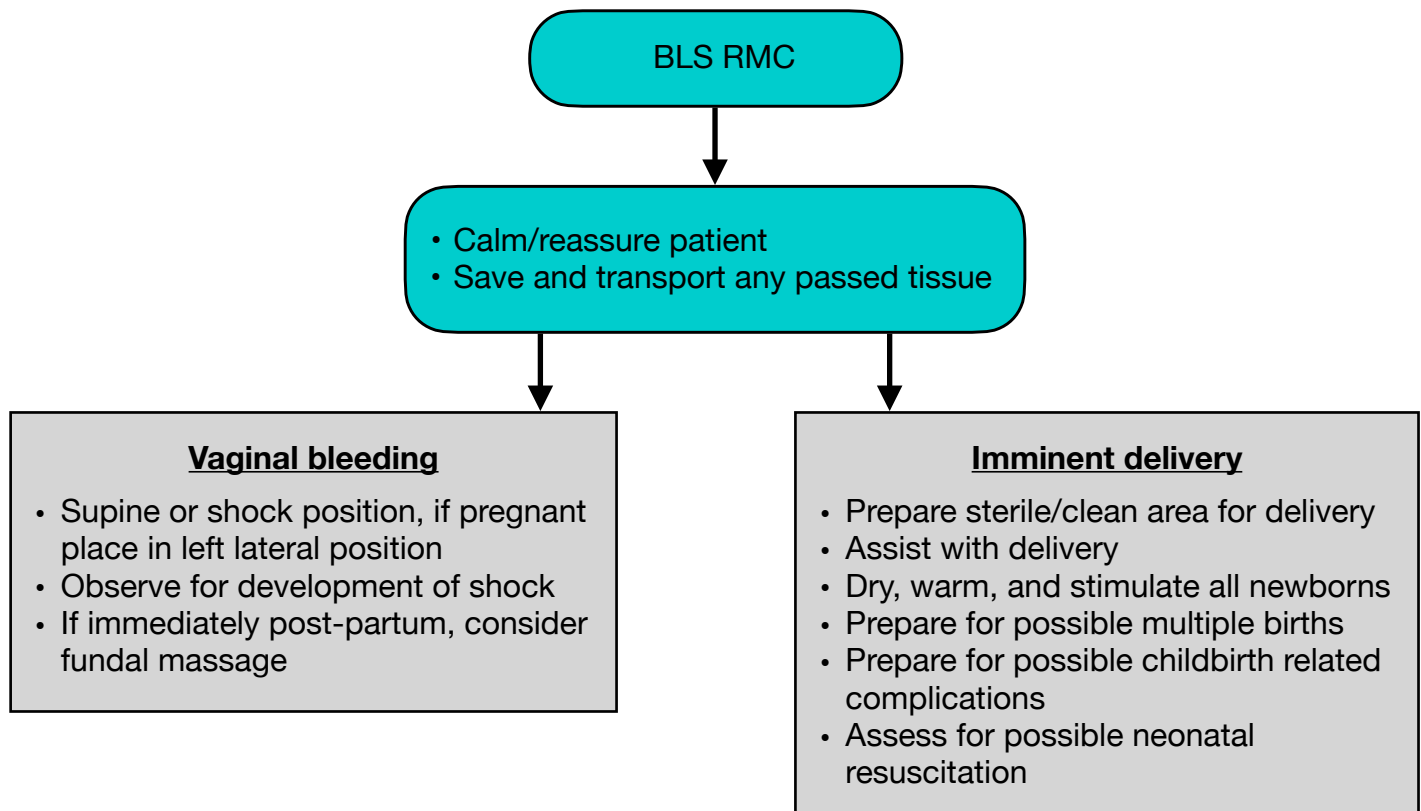 BLS RMC
• Calm/reassure patient
• Save and transport any passed tissue
Vaginal bleeding
• Supine or shock position, if pregnant
place in left lateral position
• Observe for development of shock
• If immediately post-partum, consider
fundal massage
Imminent delivery
• Prepare sterile/clean area for delivery
• Assist with delivery
• Dry, warm, and stimulate all newborns
• Prepare for possible multiple births
• Prepare for possible childbirth related
complications
• Assess for possible neonatal
resuscitation